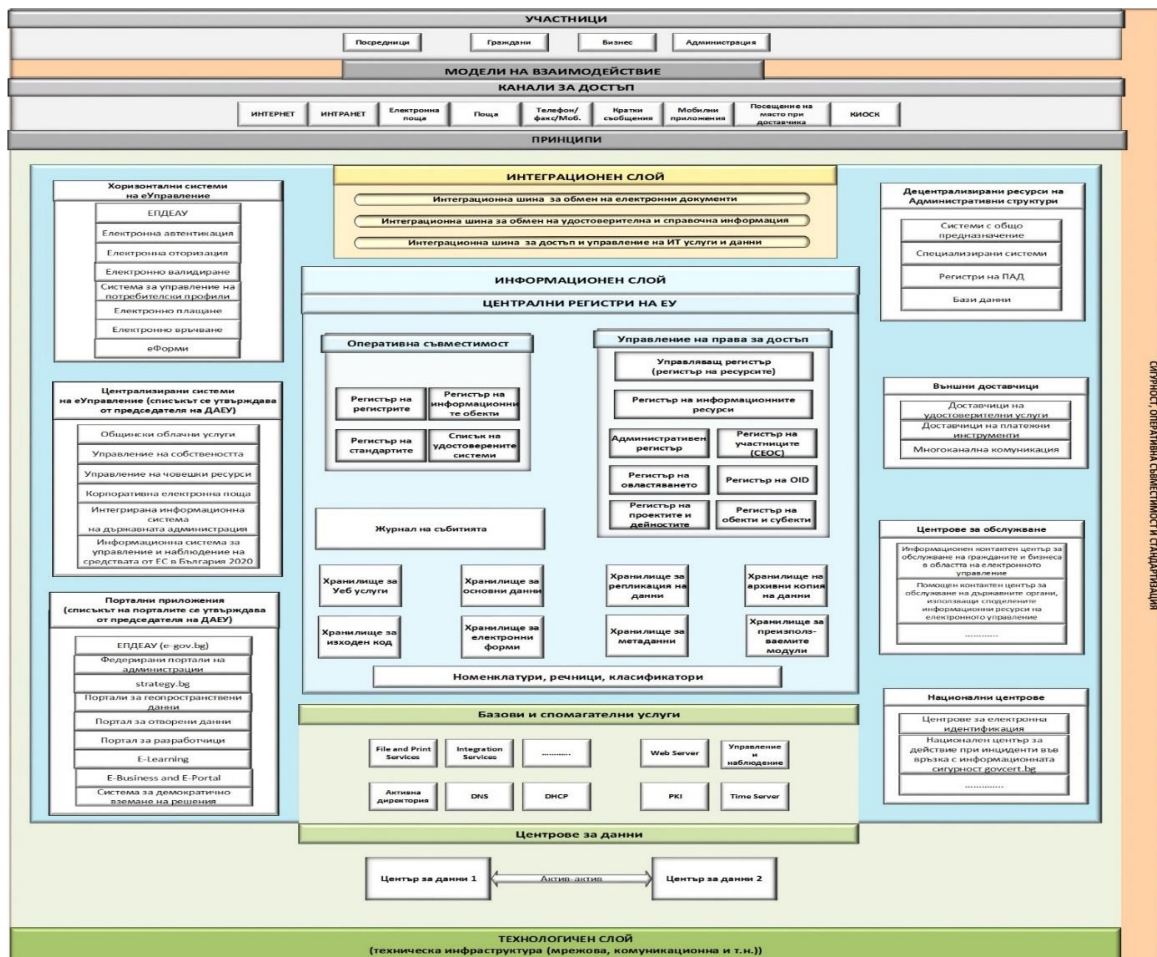 УЧАСТНИЦИ
Посредници
Граждани
Бизнес
Администрация
МОДЕЛИ НА ВЗАИМОДЕЙСТВИЕ
КАНАЛИ ЗА ДОСТЪП
ИНТЕРНЕТ
ИНТРАНЕТ
Електронна
поща
Поща
Телефон/
факс/Моб.
Кратки
съобщения
Мобилни
приложения
Посещение на
място при
доставчика
КИОСК
ПРИНЦИПИ
Хоризонтални системи
на еУправление
ЕПДЕАУ
Електронна автентикация
Електронна оторизация
Електронно валидиране
Система за управление на
потребителски профили
Електронно плащане
Електронно връчване
еФорми
Централизирани системи
на еУправление (списъкът се утвърждава
от председателя на ДАЕУ)
Общински облачни услуги
Управление на собствеността
Управление на човешки ресурси
Корпоративна електронна поща
Интегрирана информационна
система
на държавната администрация
Информационна система за
управление и наблюдение на
средствата от ЕС в България 2020
Портални приложения
(списъкът на порталите се утвърждава
от председателя на ДАЕУ)
ЕПДЕАУ (e-gov.bg)
Федерирани портали на
администрации
strategy.bg
Портали за геопространствени
данни
Портал за отворени данни
Портал за разработчици
E-Learning
E-Business and E-Portal
Система за демократично
вземане на решения
ИНТЕГРАЦИОНЕН СЛОЙ
Интеграционна шина за обмен на електронни документи
Интеграционна шина за обмен на удостоверителна и справочна информация
Интеграционна шина за достъп и управление на ИТ услуги и данни
ИНФОРМАЦИОНЕН СЛОЙ
ЦЕНТРАЛНИ РЕГИСТРИ НА ЕУ
Оперативна съвместимост
Регистър на
регистрите
Регистър на
информационни
те обекти
Регистър на
стандартите
Списък на
удостоверените
системи
Управление на права за достъп
Управляващ регистър
(регистър на ресурсите)
Регистър на информационните
ресурси
Административен
регистър
Регистър на
участниците
(СЕОС)
Регистър на
овластяването
Регистър на OID
Регистър на
проектите и
дейностите
Регистър на
обекти и субекти
Журнал на събитията
Хранилище за
Уеб услуги
Хранилище за
основни данни
Хранилище за
репликация на
данни
Хранилище на
архивни копия
на данни
Хранилище за
изходен код
Хранилище за
електронни
форми
Хранилище за
метаданни
Хранилище за
преизполз-
ваемите
модули
Номенклатури, речници, класификатори
Базови и спомагателни услуги
File and Print
Services
Integration
Services
............
Web Server
Управление
и
наблюдение
Активна
директория
DNS
DHCP
PKI
Time Server
Центрове за данни
Център за данни 1
Актив-актив
Център за данни 2
Децентрализирани ресурси на
Административни структури
Системи с общо
предназначение
Специализирани системи
Регистри на ПАД
Бази данни
Външни доставчици
Доставчици на
удостоверителни услуги
Доставчици на платежни
инструменти
Многоканална комуникация
Центрове за обслужване
Информационен контактен център за
обслужване на гражданите и бизнеса
в областта на електронното
управление
Помощен контактен център за
обслужване на държавните органи,
използващи споделените
информационни ресурси на
електронното управление
............
Национални центрове
Центрове за електронна
идентификация
Национален център за
действие при инциденти във
връзка с информационната
сигурност govcert.bg
............
СИГУРНОСТ, ОПЕРАТИВНА СЪВМЕСТИМОСТ И СТАНДАРТИЗАЦИЯ
ТЕХНОЛОГИЧЕН СЛОЙ
(техническа инфраструктура (мрежова, комуникационна и т.н.))